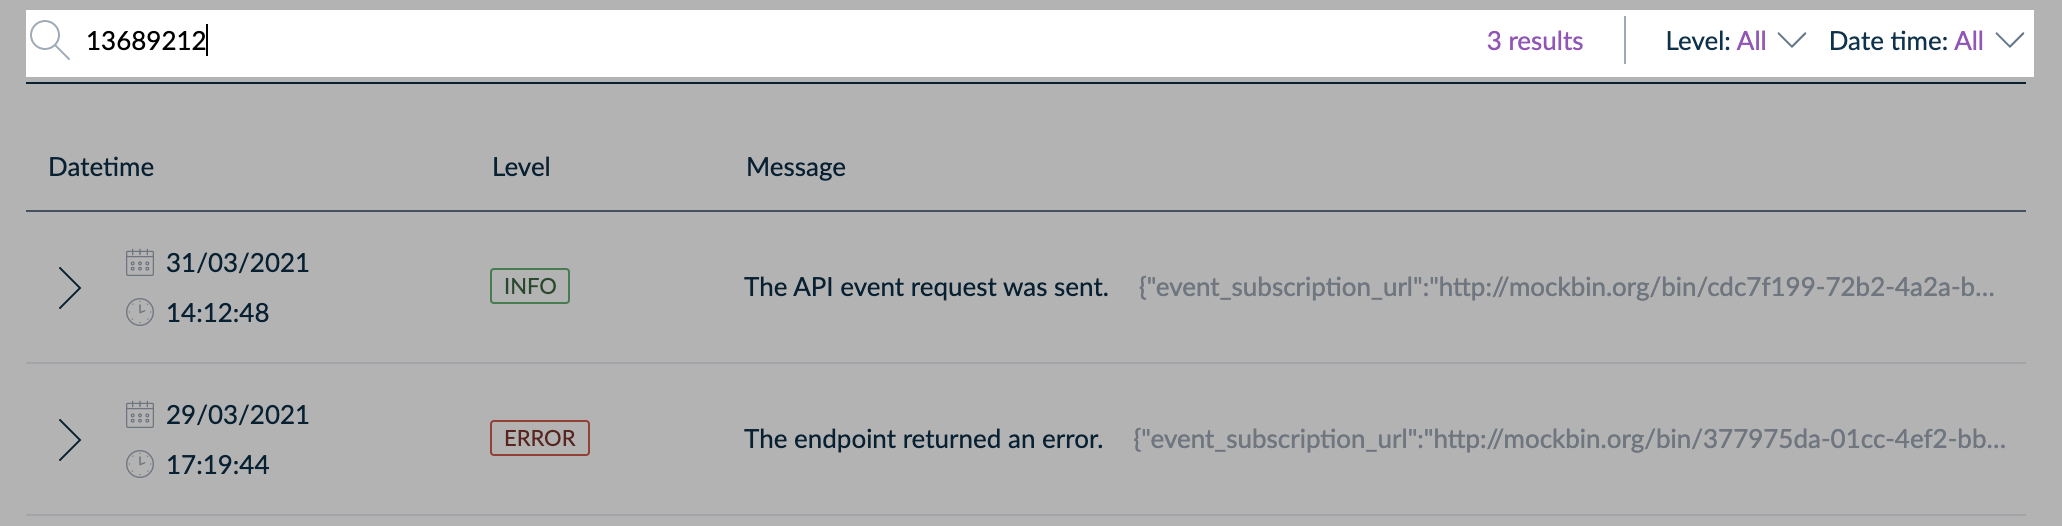 13689212 3 results Level: All Date time: All
Datetime Level Message
31/03/2021
14:12:48
INFO The API event request was sent. {"event_subscription_url":"http://mockbin.org/bin/cdc7f199-72b2-4a2a-b...
29/03/2021
17:19:44
ERROR The endpoint returned an error. {"event_subscription_url":"http://mockbin.org/bin/377975da-01cc-4ef2-bb...